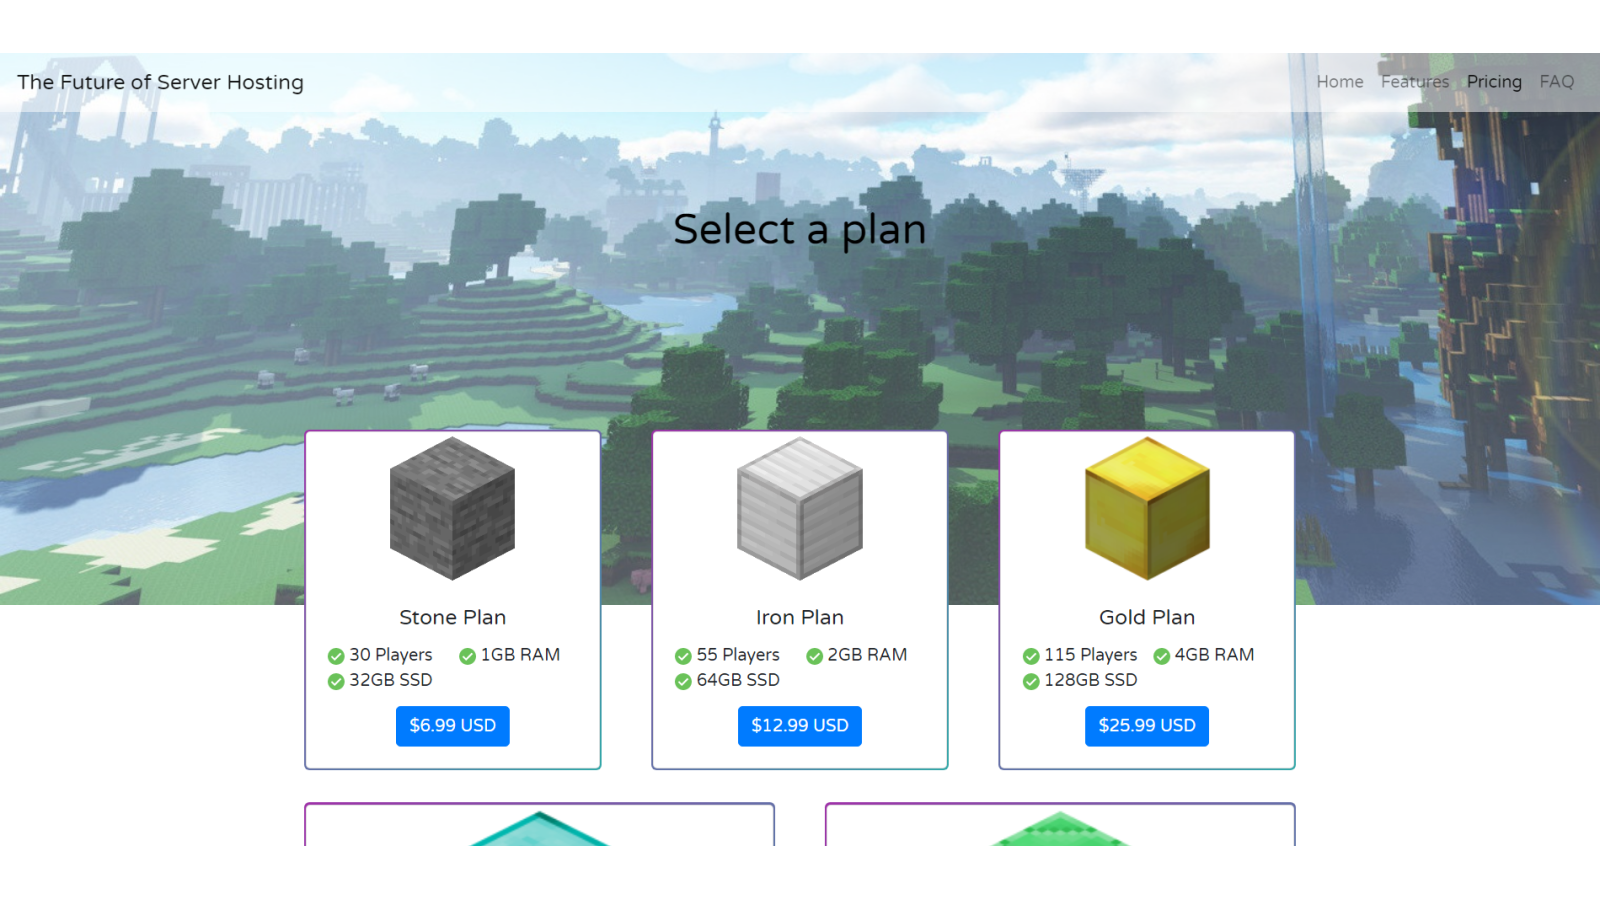 The Future of Server Hosting
Home Features Pricing FAQ
Select a plan
Stone Plan
30 Players 1GB RAM
32GB SSD
$6.99 USD
Iron Plan
55 Players 2GB RAM
64GB SSD
$12.99 USD
Gold Plan
115 Players 4GB RAM
128GB SSD
$25.99 USD